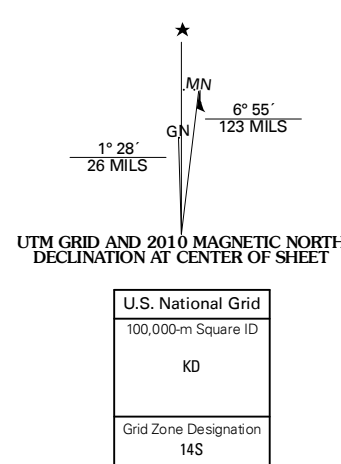 ★
MN
GN
6° 55´
123 MILS
1° 28´
26 MILS
UTM GRID AND 2010 MAGNETIC NORTH
DECLINATION AT CENTER OF SHEET
U.S. National Grid
100,000-m Square ID
KD
Grid Zone Designation
14S